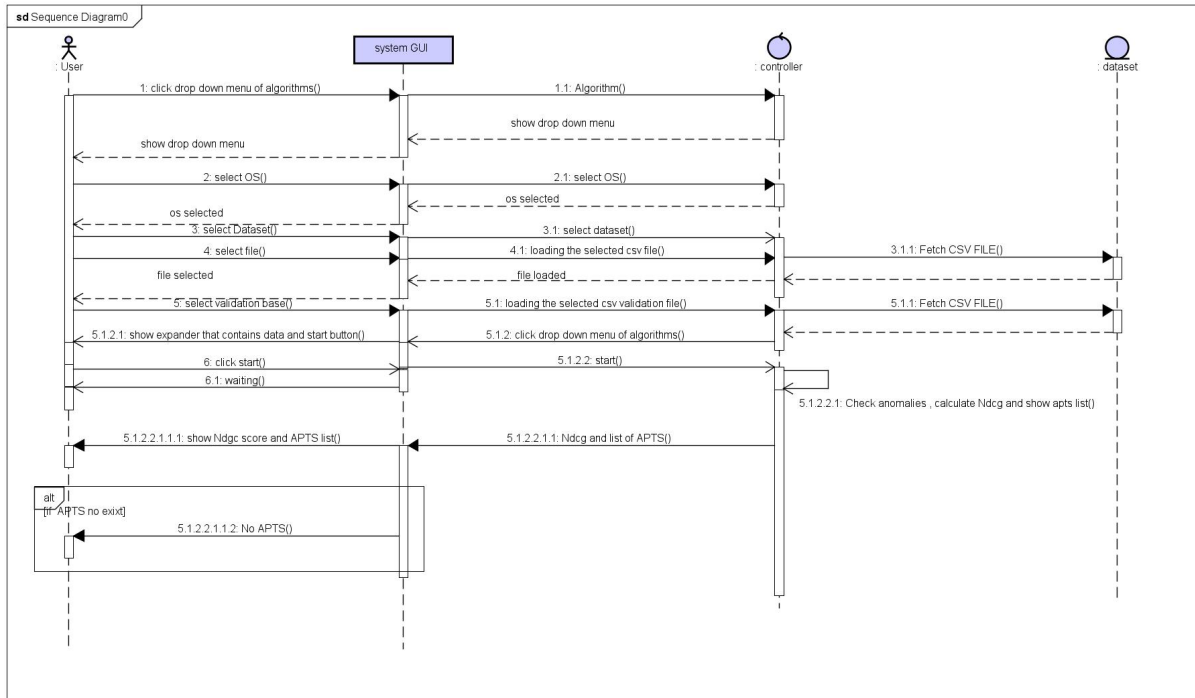 sd Sequence Diagram0
: User
system GUI
: controller
: dataset
1: click drop down menu of algorithms()
1.1: Algorithm()
show drop down menu
show drop down menu
2: select OS()
2.1: select OS()
os selected
os selected
3: select Dataset()
3.1: select dataset()
4: select file()
4.1: loading the selected csv file()
3.1.1: Fetch CSV FILE()
file selected
file loaded
5: select validation base()
5.1: loading the selected csv validation file()
5.1.1: Fetch CSV FILE()
5.1.2.1: show expander that contains data and start button()
5.1.2: click drop down menu of algorithms()
6: click start()
5.1.2.2: start()
6.1: waiting()
5.1.2.2.1: Check anomalies , calculate Ndcg and show apts list()
5.1.2.2.1.1.1: show Ndgc score and APTS list()
5.1.2.2.1.1: Ndcg and list of APTS()
alt
[if APTS no exixt]
5.1.2.2.1.1.2: No APTS()